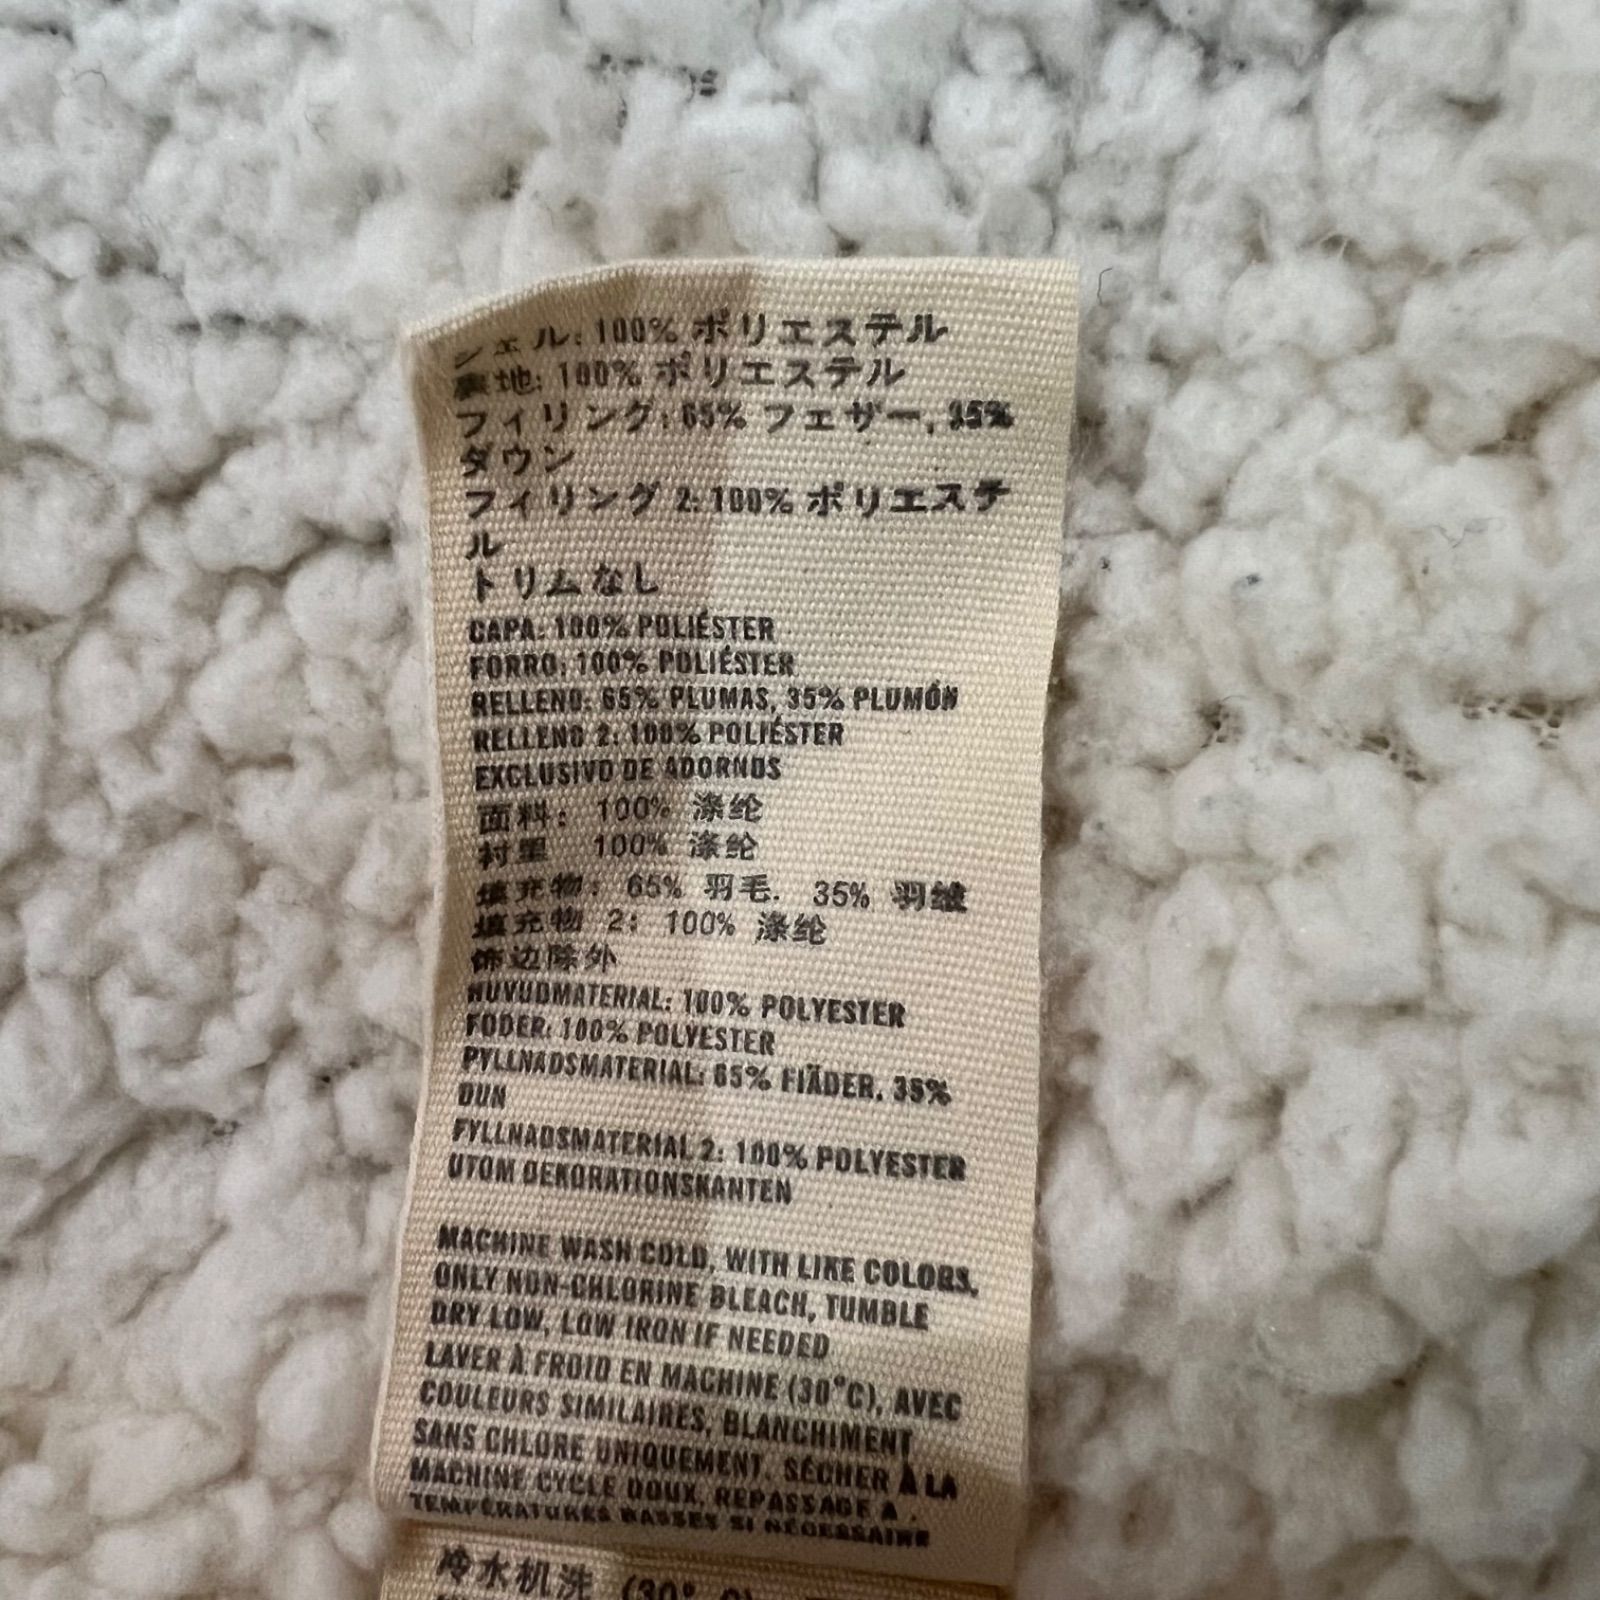 シェル: 100% ポリエステル
裏地: 100% ポリエステル
フィリング: 65% フェザー, 35%
ダウン
フィリング 2: 100% ポリエステ
ル
トリムなし
CAPA: 100% POLIÉSTER
FORRO: 100% POLIÉSTER
RELLENO: 65% PLUMAS, 35% PLUMÓN
RELLENO 2: 100% POLIÉSTER
EXCLUSIVO DE ADORNOS
面料: 100% 涤纶
衬里 100% 涤纶
填充物: 65% 羽毛. 35% 羽绒
填充物 2: 100% 涤纶
饰边除外
HUVUDMATERIAL: 100% POLYESTER
FODER: 100% POLYESTER
FYLLNADSMATERIAL: 65% FJÄDER, 35%
DUN
FYLLNADSMATERIAL 2: 100% POLYESTER
UTOM DEKORATIONSKANTEN
MACHINE WASH COLD, WITH LIKE COLORS,
ONLY NON-CHLORINE BLEACH, TUMBLE
DRY LOW, LOW IRON IF NEEDED
LAVER À FROID EN MACHINE (30°C), AVEC
COULEURS SIMILAIRES, BLANCHIMENT
SANS CHLORE UNIQUEMENT. SÉCHER À LA
MACHINE CYCLE DOUX, REPASSAGE A
TEMPÉRATURES BASSES SI NÉCESSAIRE
冷水机洗 (30° C)